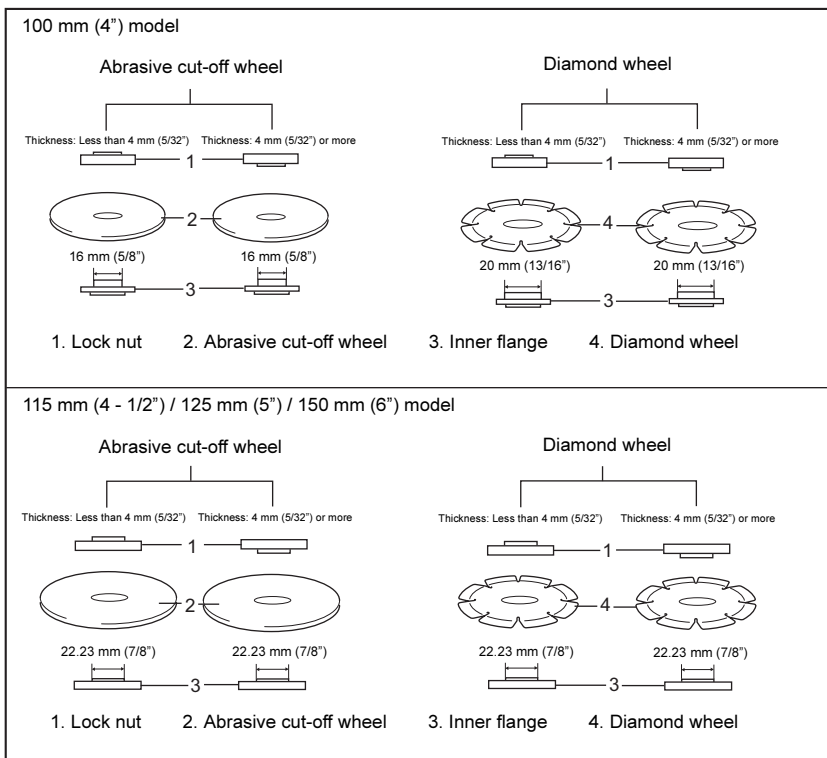 100 mm (4”) model
Abrasive cut-off wheel
Diamond wheel
Thickness: Less than 4 mm (5/32”) Thickness: 4 mm (5/32”) or more
Thickness: Less than 4 mm (5/32”) Thickness: 4 mm (5/32”) or more
1
1
2
4
16 mm (5/8”) 16 mm (5/8”)
20 mm (13/16”) 20 mm (13/16”)
3
3
1. Lock nut 2. Abrasive cut-off wheel 3. Inner flange 4. Diamond wheel
115 mm (4 - 1/2”) / 125 mm (5”) / 150 mm (6”) model
Abrasive cut-off wheel
Diamond wheel
Thickness: Less than 4 mm (5/32”) Thickness: 4 mm (5/32”) or more
Thickness: Less than 4 mm (5/32”) Thickness: 4 mm (5/32”) or more
1
1
2
4
22.23 mm (7/8”) 22.23 mm (7/8”)
22.23 mm (7/8”) 22.23 mm (7/8”)
3
3
1. Lock nut 2. Abrasive cut-off wheel 3. Inner flange 4. Diamond wheel